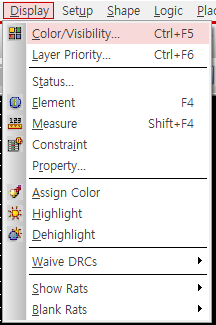 Display Setup Shape Logic Pla
Color/Visibility... Ctrl+F5
Layer Priority... Ctrl+F6
Status...
Element F4
Measure Shift+F4
Constraint
Property...
Assign Color
Highlight
Dehighlight
Waive DRCs
Show Rats
Blank Rats